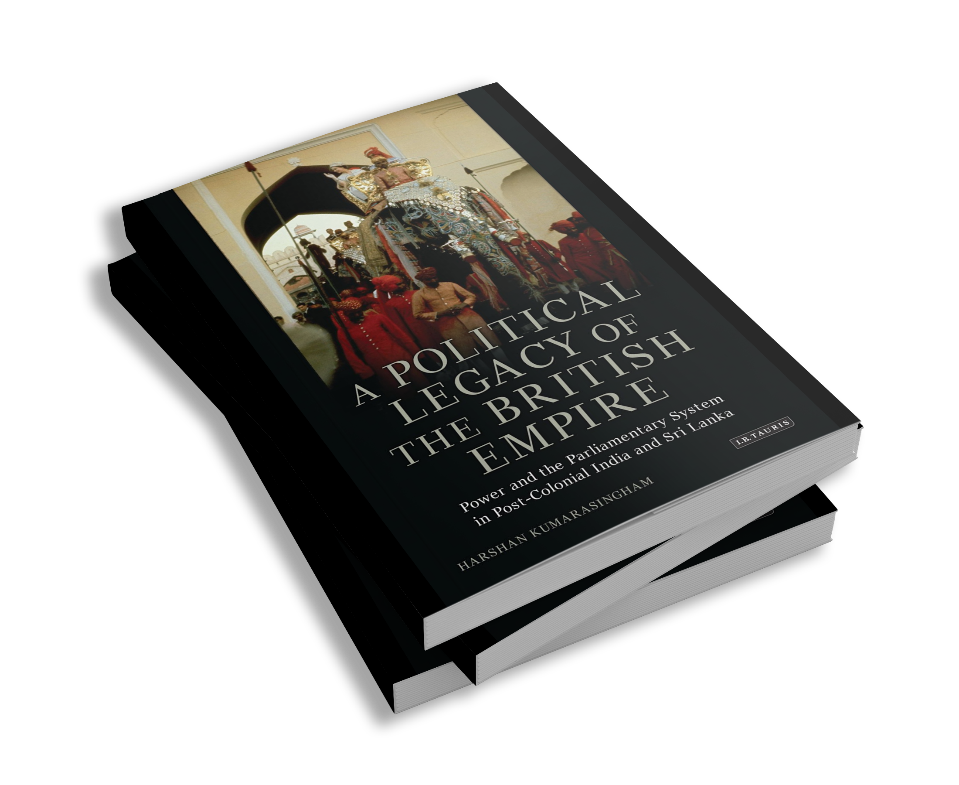 A POLITICAL
LEGACY OF
THE BRITISH
EMPIRE
Power and the Parliamentary System
in Post-Colonial India and Sri Lanka
I.B.TAURIS
HARSHAN KUMARASINGHAM